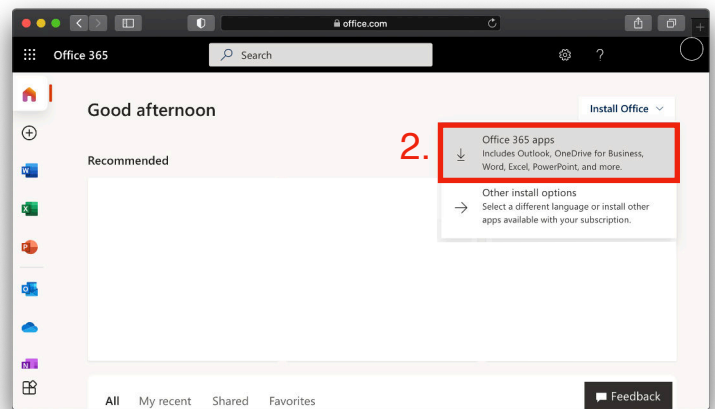 office.com
Office 365
Search
?
Good afternoon
Install Office
2.
Office 365 apps
Includes Outlook, OneDrive for Business,
Word, Excel, PowerPoint, and more.
Recommended
Other install options
Select a different language or install other
apps available with your subscription.
W
X
P
O
N
All My recent Shared Favorites
Feedback